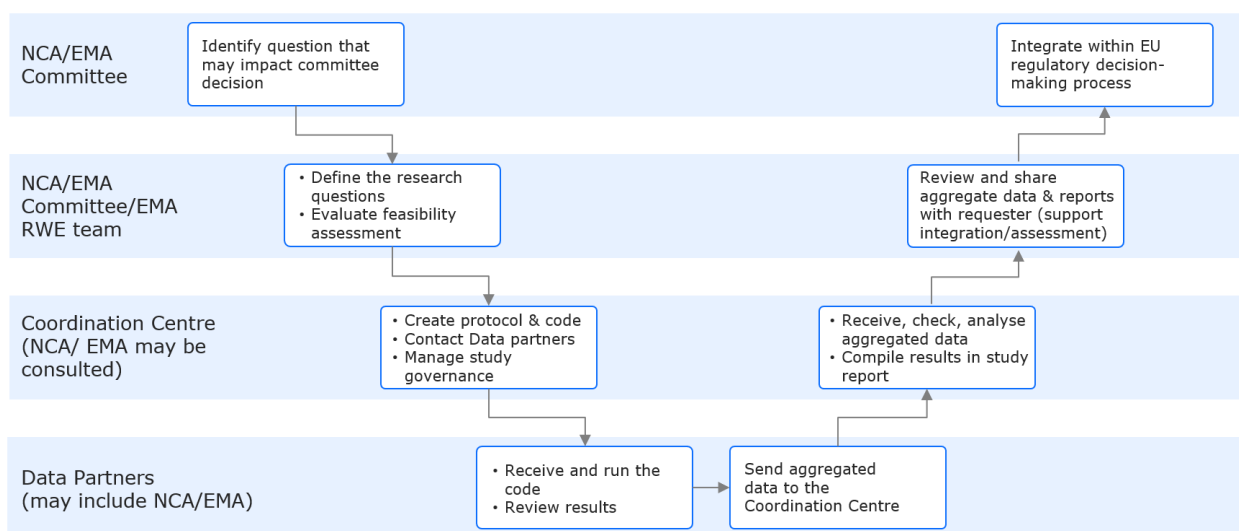 NCA/EMA
Committee
Identify question that
may impact committee
decision
Integrate within EU
regulatory decision-
making process
NCA/EMA
Committee/EMA
RWE team
• Define the research
questions
• Evaluate feasibility
assessment
Review and share
aggregate data & reports
with requester (support
integration/assessment)
Coordination Centre
(NCA/ EMA may be
consulted)
• Create protocol & code
• Contact Data partners
• Manage study
governance
• Receive, check, analyse
aggregated data
• Compile results in study
report
Data Partners
(may include NCA/EMA)
• Receive and run the
code
• Review results
Send aggregated
data to the
Coordination Centre